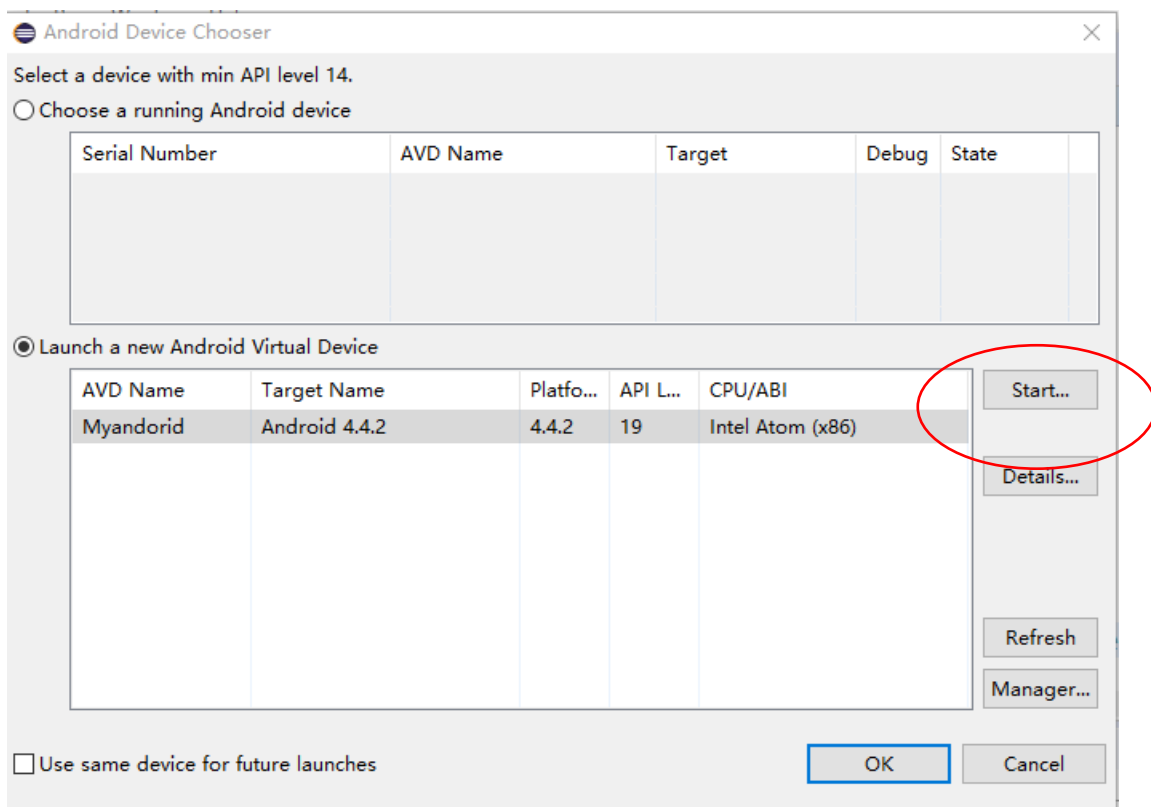 Android Device Chooser
Select a device with min API level 14.
Choose a running Android device
Serial Number AVD Name Target Debug State
Launch a new Android Virtual Device
AVD Name Target Name Platfo... API L... CPU/ABI
Start...
Myandorid Android 4.4.2 4.4.2 19 Intel Atom (x86)
Details...
Refresh
Manager...
Use same device for future launches
OK Cancel